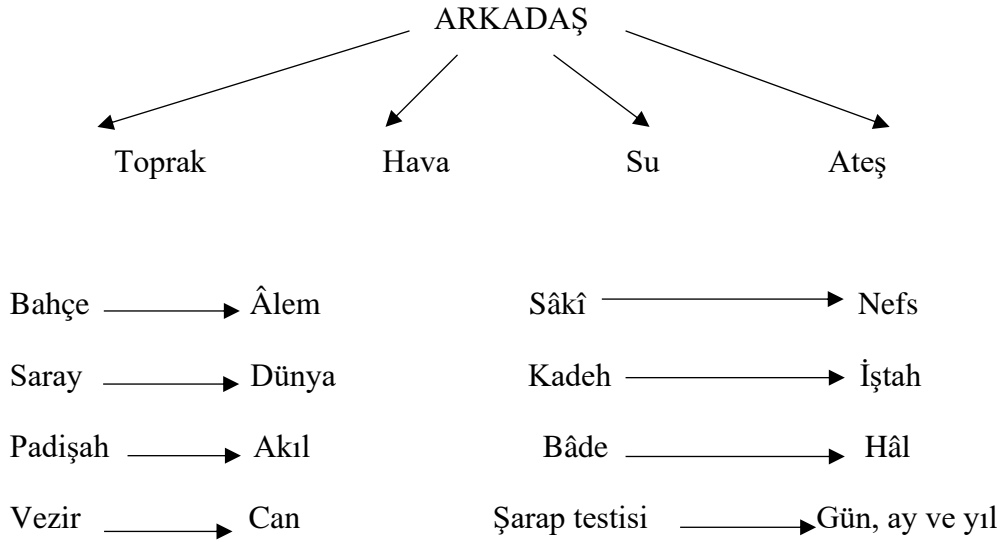 ARKADAŞ
Toprak Hava Su Ateş
Bahçe Âlem Sâkî Nefs
Saray Dünya Kadeh İştah
Padişah Akıl Bâde Hâl
Vezir Can Şarap testisi Gün, ay ve yıl